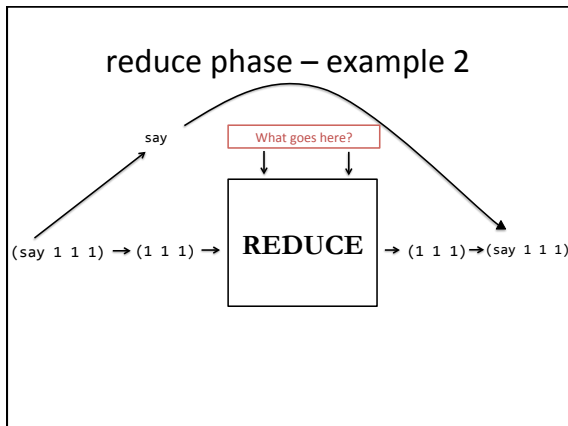 reduce phase – example 2
say
What goes here?
(say 1 1 1)
(1 1 1)
REDUCE
(1 1 1)
(say 1 1 1)